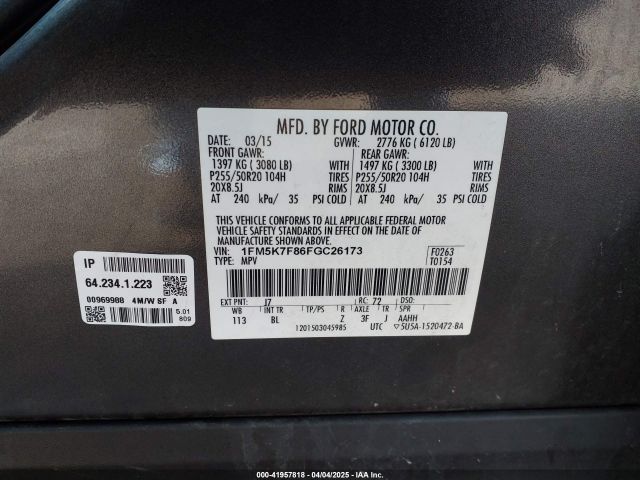 MFD. BY FORD MOTOR CO.
DATE: 03/15 GVWR: 2776 KG ( 6120 LB)
FRONT GAWR: REAR GAWR:
1397 KG ( 3080 LB) WITH 1497 KG ( 3300 LB) WITH
P255/50R20 104H TIRES P255/50R20 104H TIRES
20X8.5J RIMS 20X8.5J RIMS
AT 240 kPa/ 35 PSI COLD AT 240 kPa/ 35 PSI COLD
THIS VEHICLE CONFORMS TO ALL APPLICABLE FEDERAL MOTOR
VEHICLE SAFETY STANDARDS IN EFFECT ON THE DATE OF
MANUFACTURE SHOWN ABOVE.
VIN: 1FM5K7F86FGC26173 F0263
TYPE: MPV T0154
EXT PNT: J7 RC: 72 DSO:
WB INT TR TP/PS R AXLE TR SPR
113 BL Z 3F J AAHH
1201503045985 UTC ▽5U5A-1520472-BA
IP
64.234.1.223
00969988 4M/W SF A
5.01
809
000-41957818 - 04/04/2025 - IAAI, Inc.